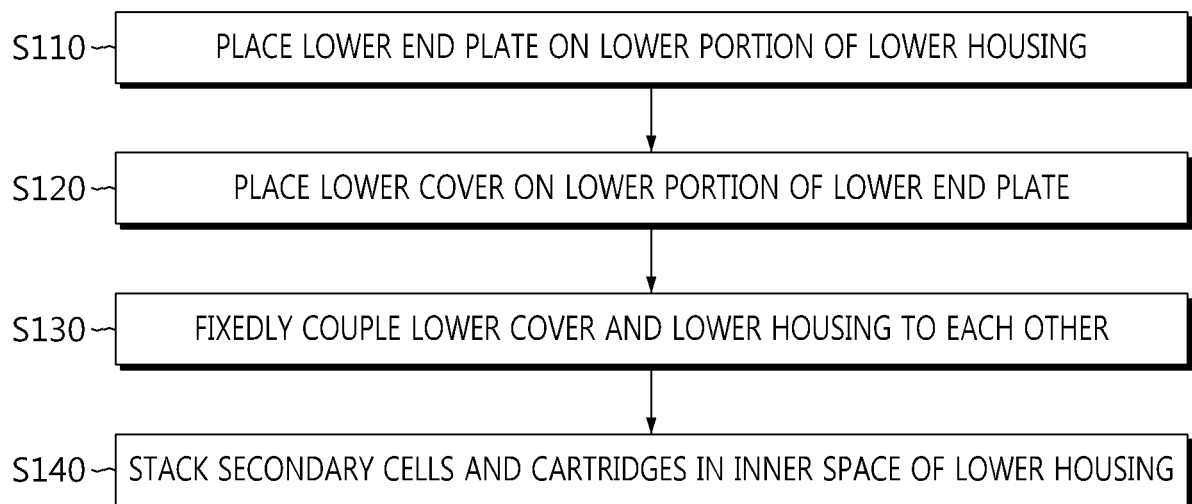 S110 PLACE LOWER END PLATE ON LOWER PORTION OF LOWER HOUSING
S120 PLACE LOWER COVER ON LOWER PORTION OF LOWER END PLATE
S130 FIXEDLY COUPLE LOWER COVER AND LOWER HOUSING TO EACH OTHER
S140 STACK SECONDARY CELLS AND CARTRIDGES IN INNER SPACE OF LOWER HOUSING